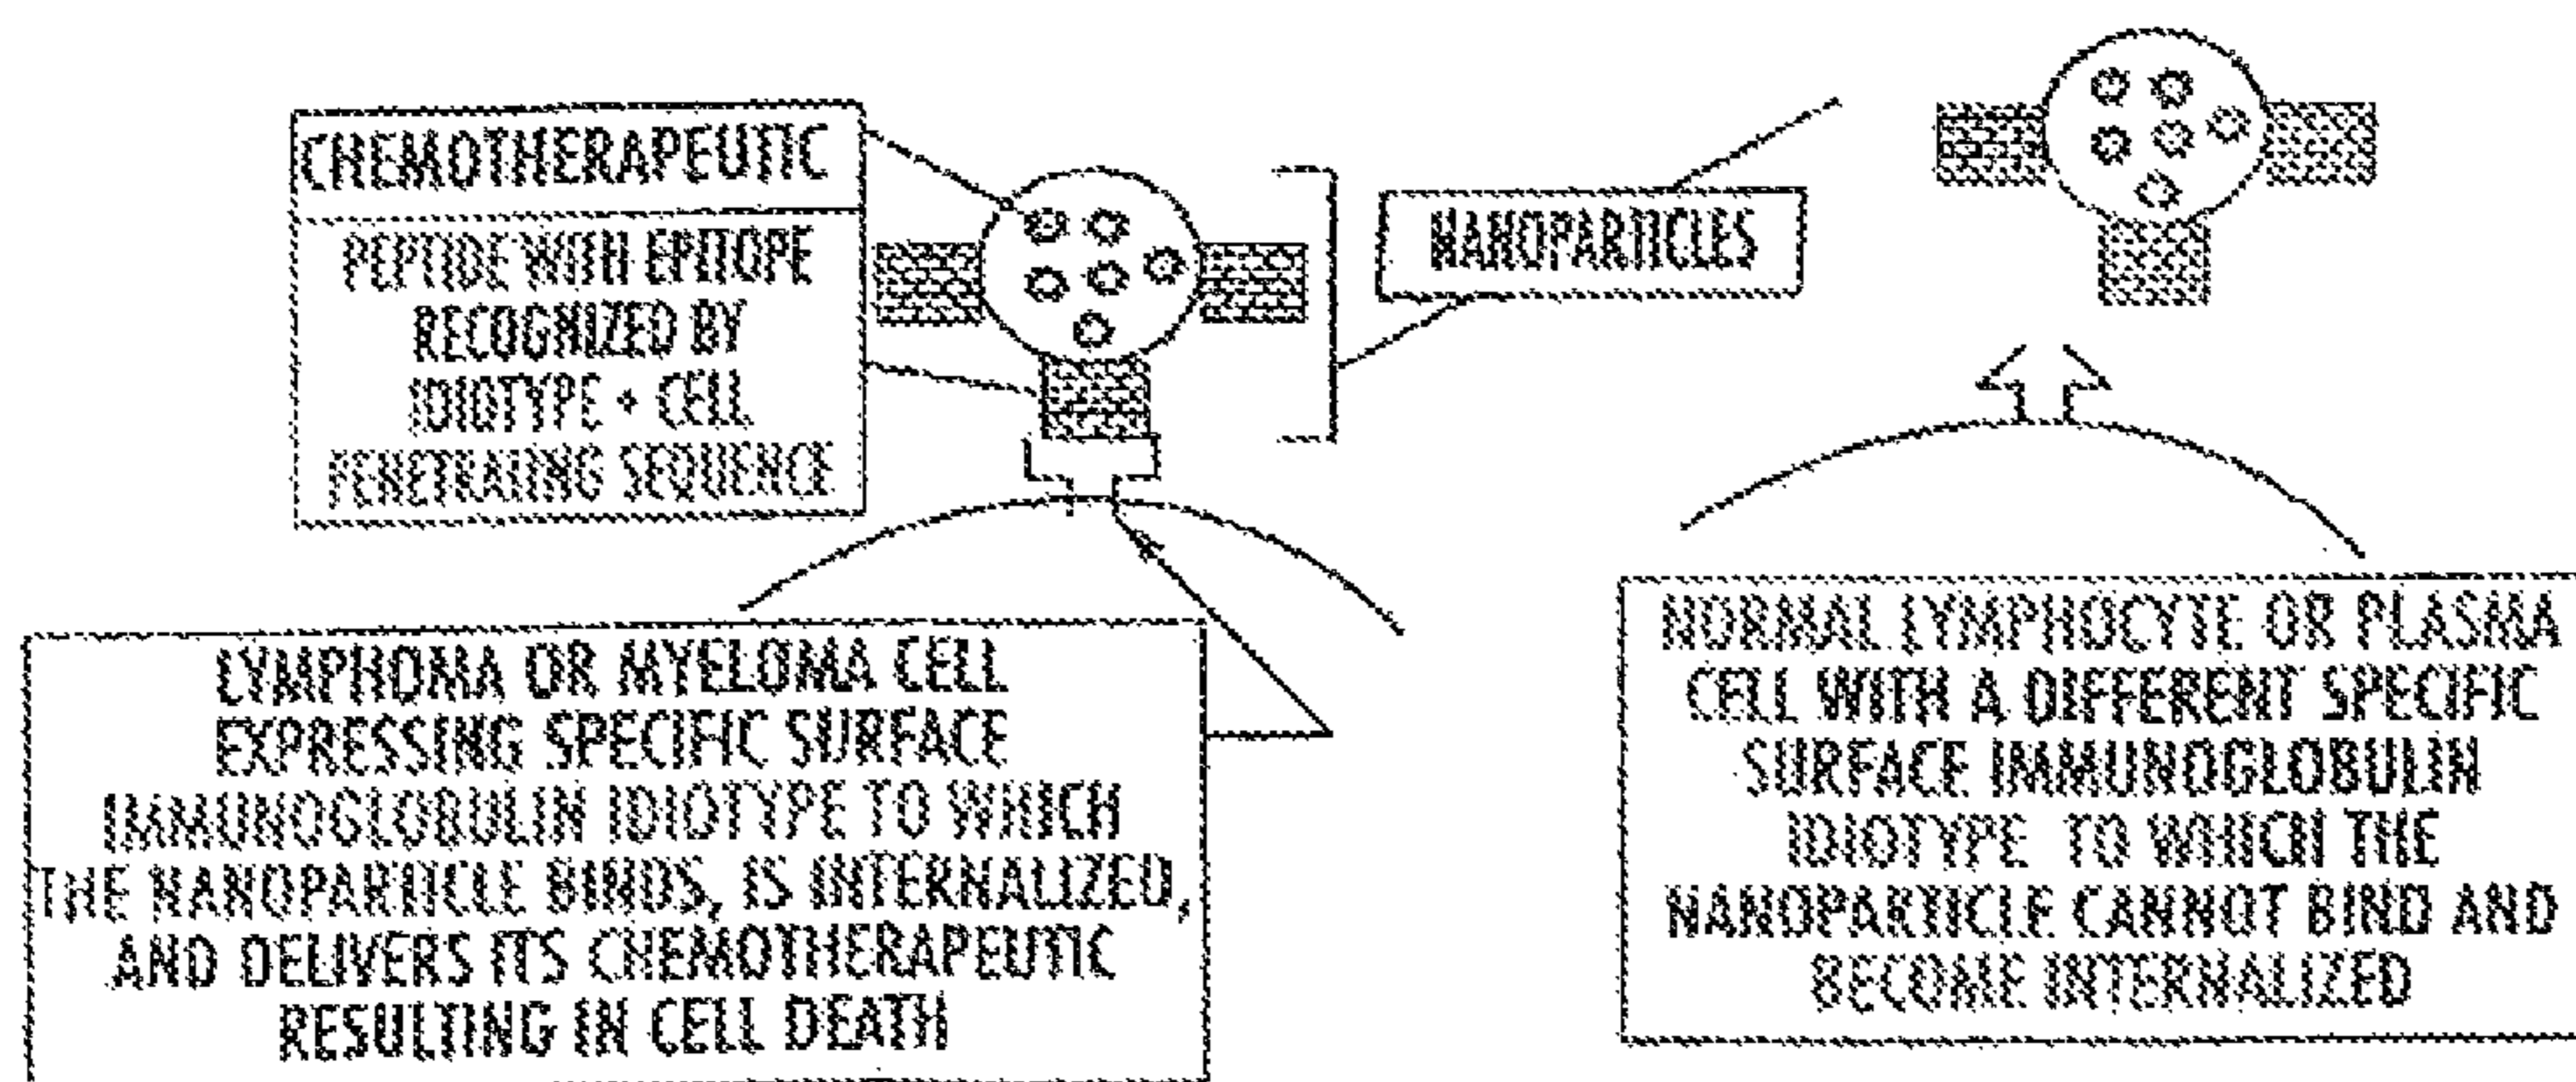 CHEMOTHERAPEUTIC
PEPTIDE WITH EPITOPE
RECOGNIZED BY
IDIOTYPE + CELL
PENETRATING SEQUENCE
NANOPARTICLES
LYMPHOMA OR MYELOMA CELL
EXPRESSING SPECIFIC SURFACE
IMMUNOGLOBULIN IDIOTYPE TO WHICH
THE NANOPARTICLE BINDS, IS INTERNALIZED,
AND DELIVERS ITS CHEMOTHERAPEUTIC
RESULTING IN CELL DEATH
NORMAL LYMPHOCYTE OR PLASMA
CELL WITH A DIFFERENT SPECIFIC
SURFACE IMMUNOGLOBULIN
IDIOTYPE TO WHICH THE
NANOPARTICLE CANNOT BIND AND
BECOME INTERNALIZED